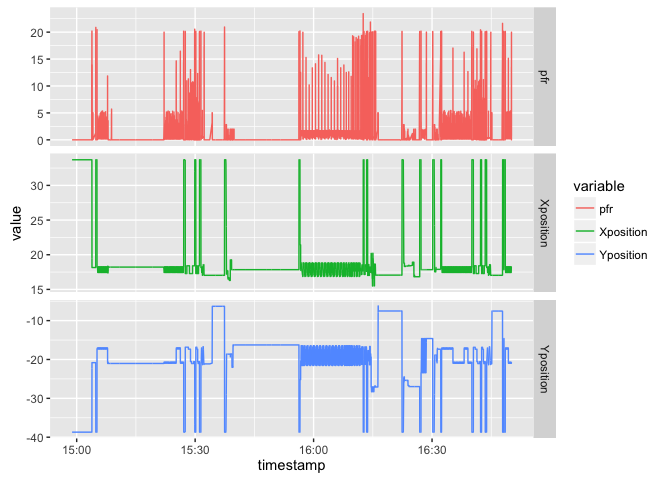 20
15
10
5
0
pfr
30
25
20
15
Xposition
-10
-20
-30
-40
Yposition
value
15:00
15:30
16:00
16:30
timestamp
variable
pfr
Xposition
Yposition